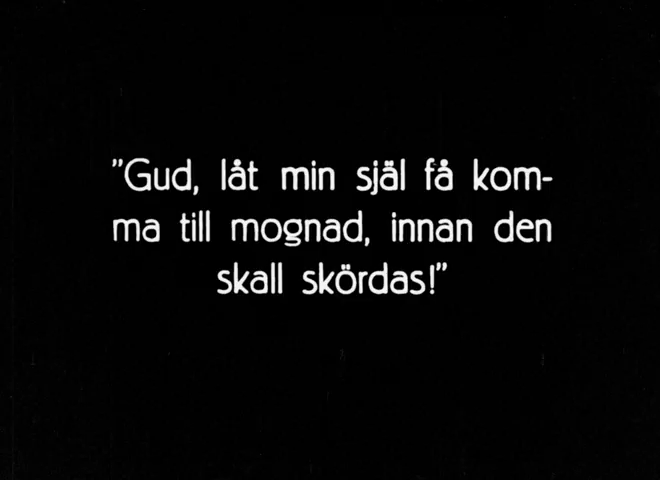 ”Gud, låt min själ få kom-
ma till mognad, innan den
skall skördas!”